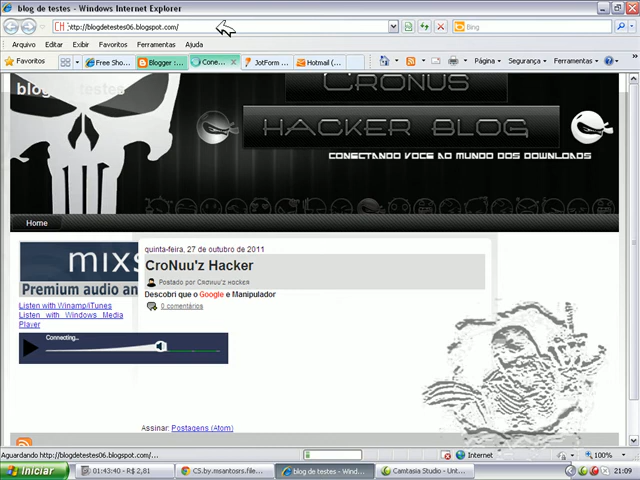 blog de testes - Windows Internet Explorer
http://blogdetestes06.blogspot.com/
Bing
Arquivo Editar Exibir Favoritos Ferramentas Ajuda
Favoritos
Free Sho...
Blogger :...
Cone...
JotForm ...
Hotmail (...
Página
Segurança
Ferramentas
blog de testes
CRONUS
HACKER BLOG
CONECTANDO VOCE AO MUNDO DOS DOWNLOADS
Home
mixs
Premium audio an
Listen with Winamp/iTunes
Listen with Windows Media
Player
Connecting...
quinta-feira, 27 de outubro de 2011
CroNuu'z Hacker
Postado por CяσNuu'z нαcкεя
Descobri que o Google e Manipulador
0 comentários
Assinar: Postagens (Atom)
Aguardando http://blogdetestes06.blogspot.com/...
Internet
100%
Iniciar
01:43:40 - R$ 2,81
CS.by.msantosrs.file...
blog de testes - Wind...
Camtasia Studio - Unt...
21:09